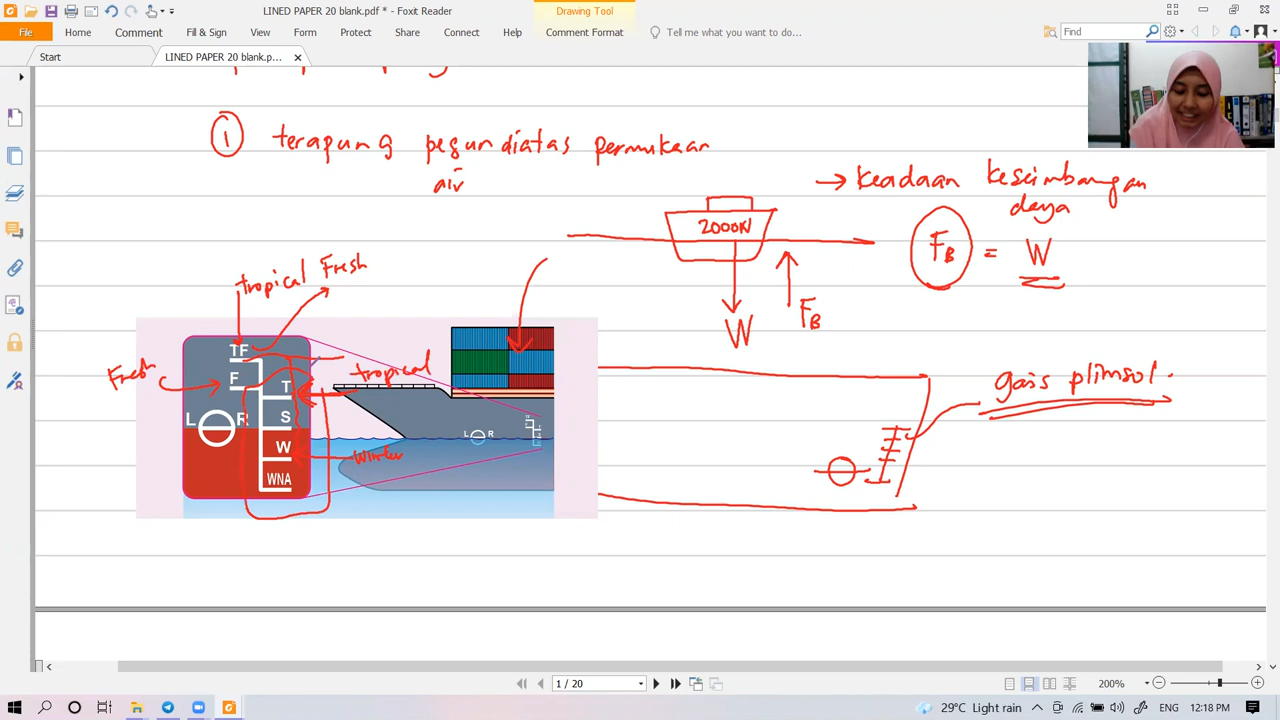 LINED PAPER 20 blank.pdf * - Foxit Reader
Drawing Tool
File Home Comment View Form Protect Share Connect Help Fill & Sign Comment Format Tell me what you want to do... Find
Start LINED PAPER 20 blank.pdf... ×
① terapung pegun diatas permukaan
air
→ Keadaan keseimbangan
daya
2000N
FB = W
W
FB
tropical Fresh
TF
Fresh
F
T
tropical
L R
S
W
Winter
WNA
L R
gais plimsol.
1 / 20
200%
29°C Light rain
ENG
12:18 PM